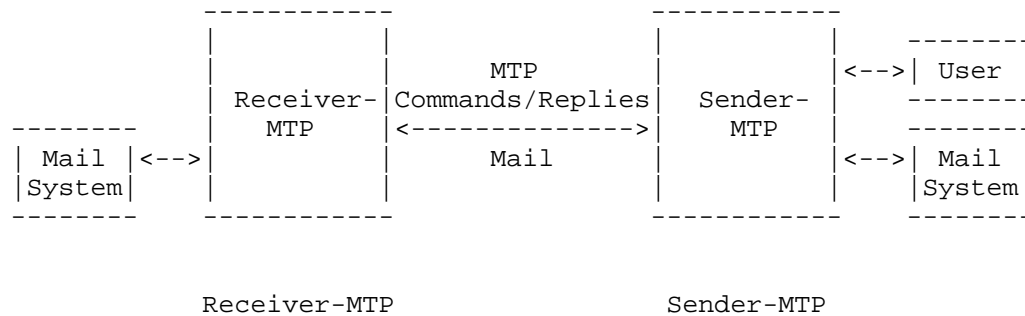 MTP
User
Receiver-
Commands/Replies
Sender-
MTP
MTP
Mail
Mail
Mail
System
System
Receiver-MTP
Sender-MTP